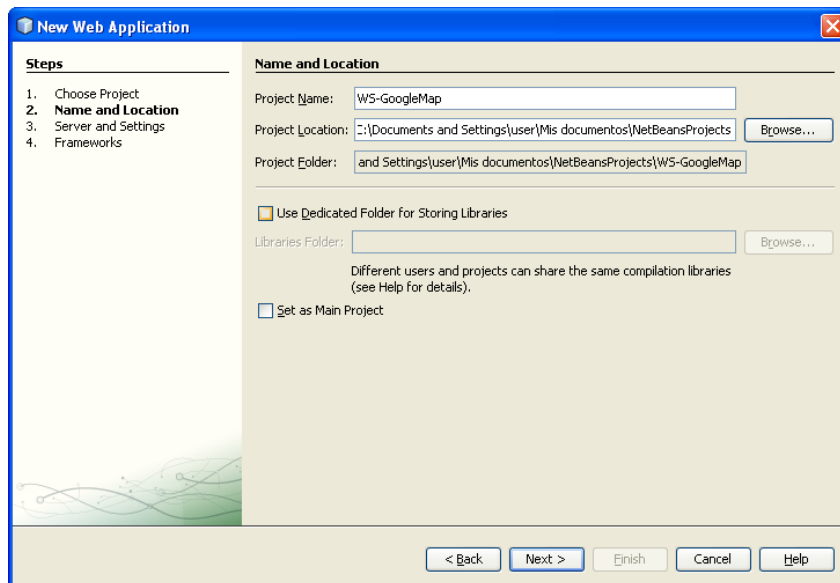 New Web Application
Steps
1. Choose Project
2. Name and Location
3. Server and Settings
4. Frameworks
Name and Location
Project Name: WS-GoogleMap
Project Location: :\Documents and Settings\user\Mis documentos\NetBeansProjects Browse...
Project Folder: and Settings\user\Mis documentos\NetBeansProjects\WS-GoogleMap
Use Dedicated Folder for Storing Libraries
Libraries Folder: Browse...
Different users and projects can share the same compilation libraries
(see Help for details).
Set as Main Project
< Back Next > Finish Cancel Help